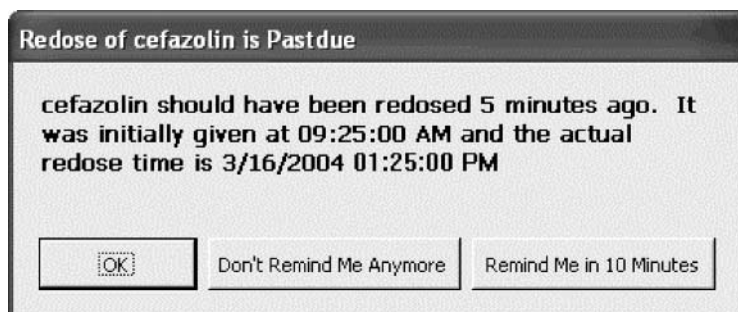 Redose of cefazolin is Pastdue
cefazolin should have been redosed 5 minutes ago.  It
was initially given at 09:25:00 AM and the actual
redose time is 3/16/2004 01:25:00 PM
OK
Don't Remind Me Anymore
Remind Me in 10 Minutes